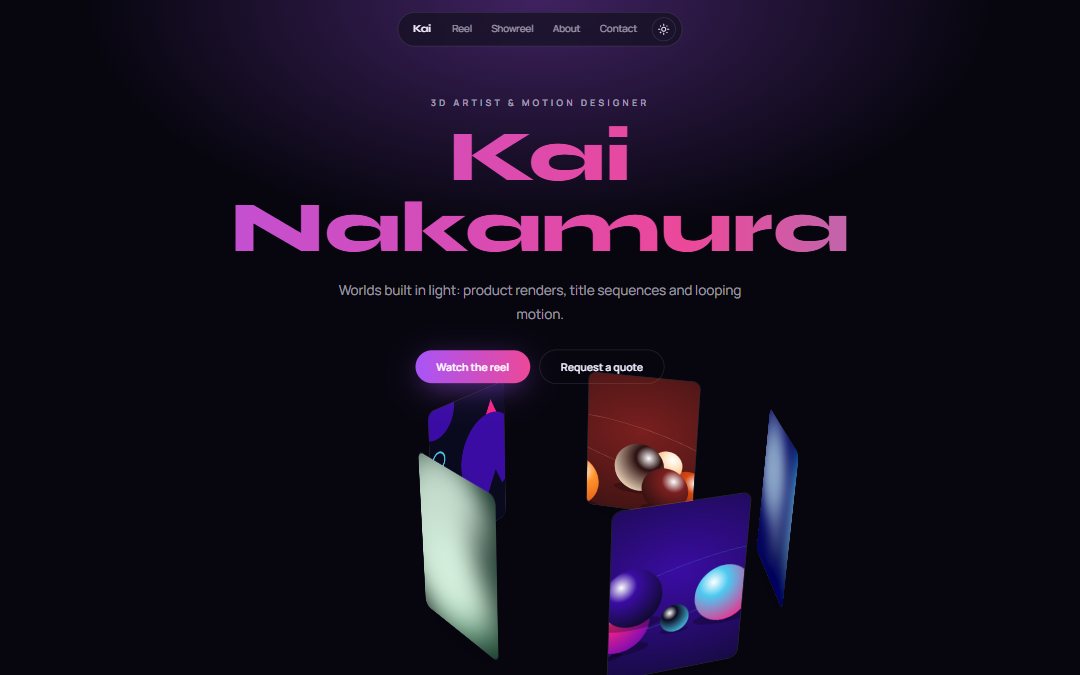 Kai Reel Showreel About Contact
3D ARTIST & MOTION DESIGNER
Kai
Nakamura
Worlds built in light: product renders, title sequences and looping
motion.
Watch the reel Request a quote